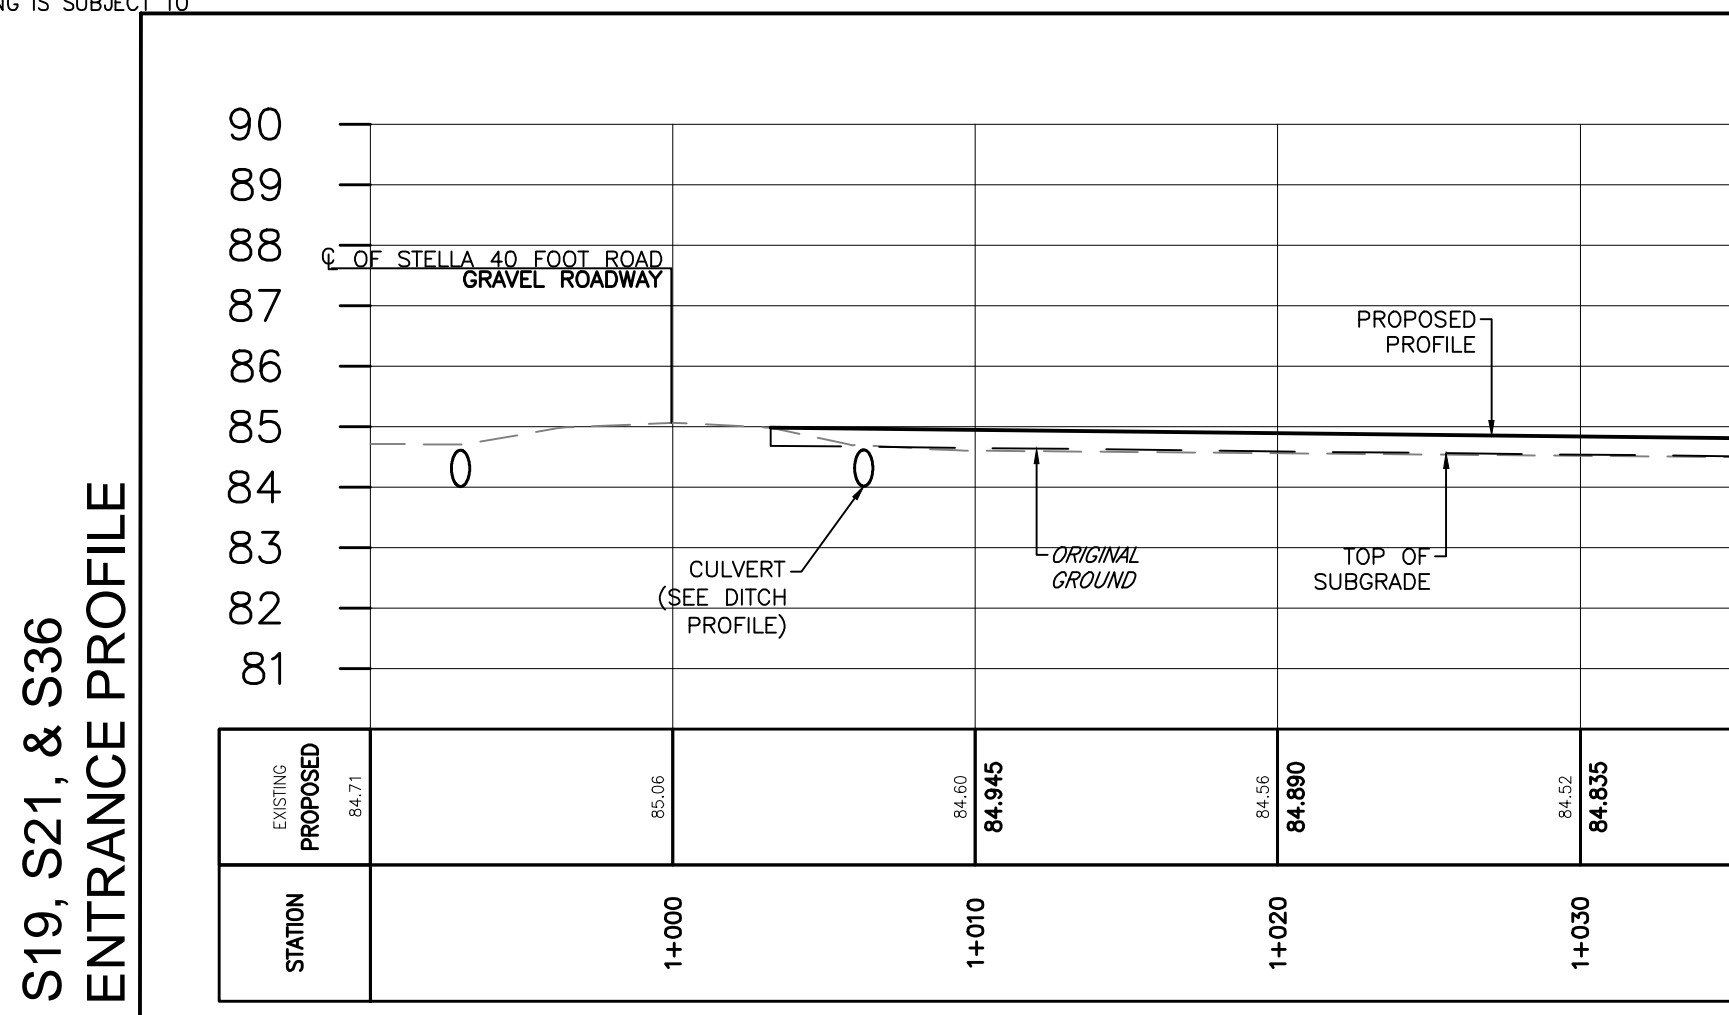 NG IS SUBJECT TO
S19, S21, & S36
ENTRANCE PROFILE
90
89
88
87
86
85
84
83
82
81
℄ OF STELLA 40 FOOT ROAD
GRAVEL ROADWAY
PROPOSED
PROFILE
CULVERT
(SEE DITCH
PROFILE)
ORIGINAL
GROUND
TOP OF
SUBGRADE
EXISTING
PROPOSED
84.71
85.06
84.60
84.945
84.56
84.890
84.52
84.835
STATION
1+000
1+010
1+020
1+030